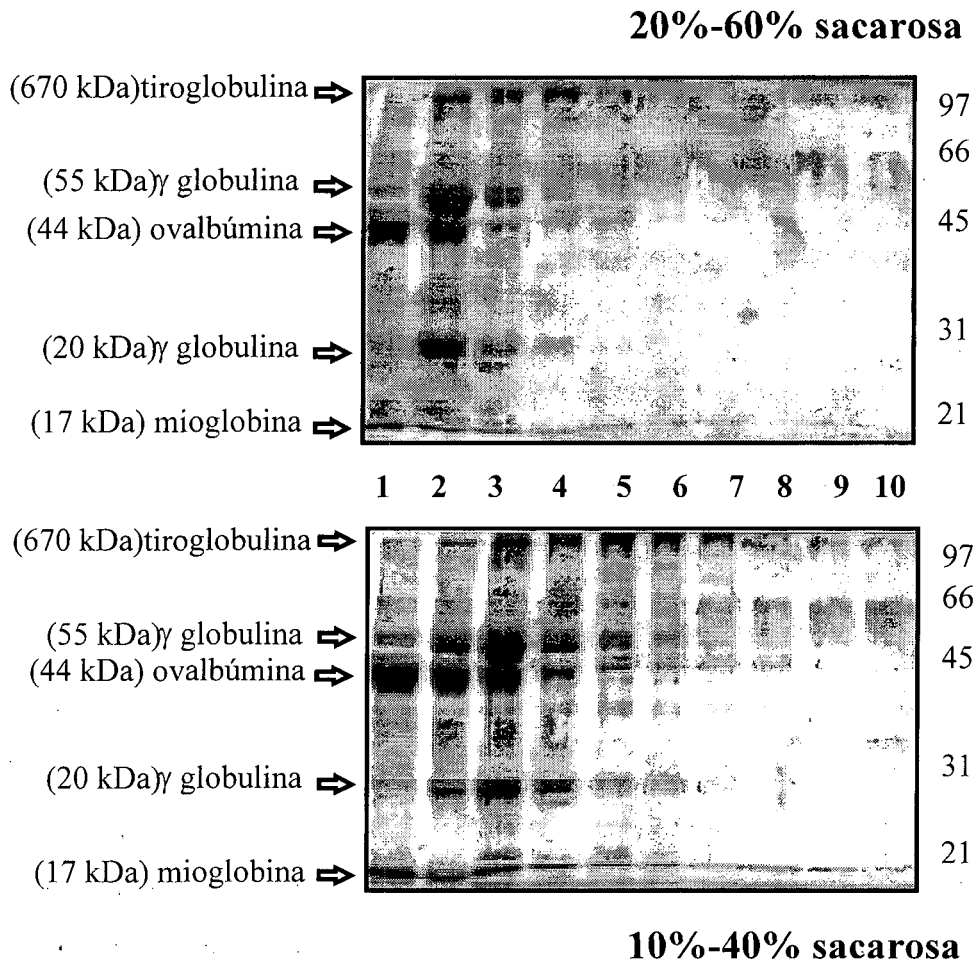 20%-60% sacarosa
(670 kDa)tiroglobulina
97
66
(55 kDa)γ globulina
(44 kDa) ovalbúmina
45
(20 kDa)γ globulina
31
(17 kDa) mioglobina
21
1 2 3 4 5 6 7 8 9 10
(670 kDa)tiroglobulina
97
66
(55 kDa)γ globulina
(44 kDa) ovalbúmina
45
(20 kDa)γ globulina
31
(17 kDa) mioglobina
21
10%-40% sacarosa